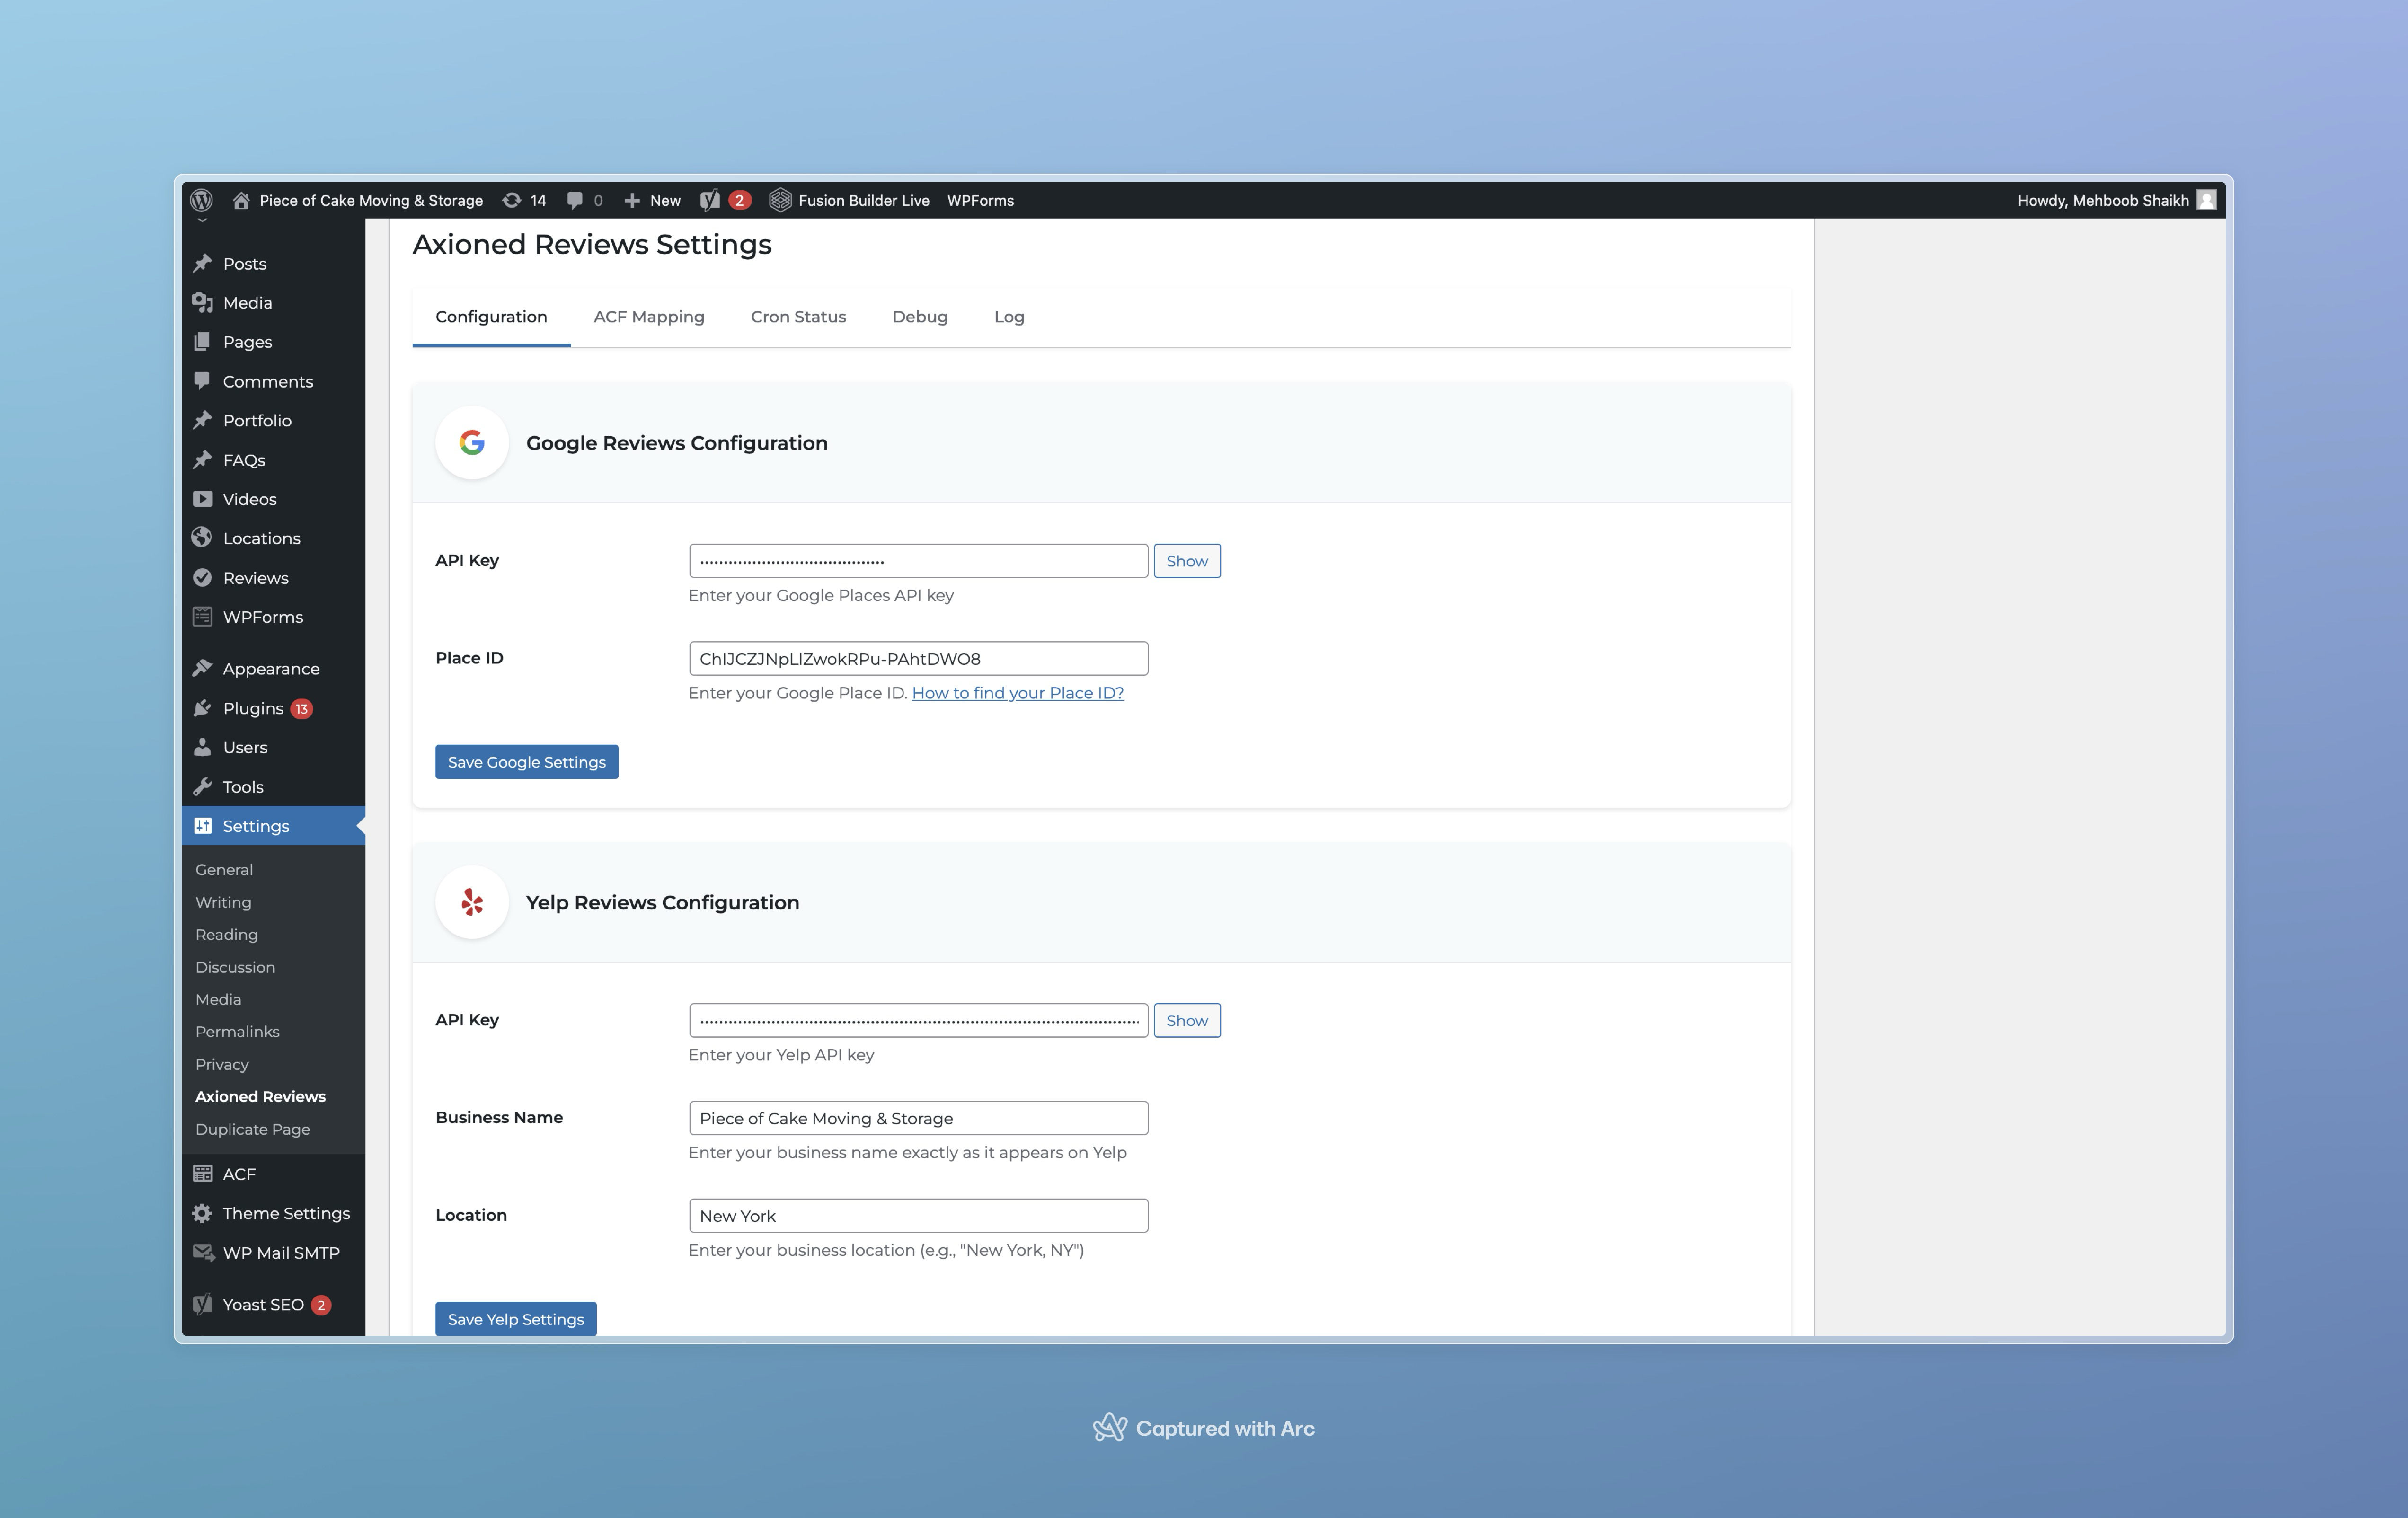 Piece of Cake Moving & Storage 14 0 New 2 Fusion Builder Live WPForms Howdy, Mehboob Shaikh
Posts
Media
Pages
Comments
Portfolio
FAQs
Videos
Locations
Reviews
WPForms
Appearance
Plugins 13
Users
Tools
Settings
General
Writing
Reading
Discussion
Media
Permalinks
Privacy
Axioned Reviews
Duplicate Page
ACF
Theme Settings
WP Mail SMTP
Yoast SEO 2
Axioned Reviews Settings
Configuration ACF Mapping Cron Status Debug Log
Google Reviews Configuration
API Key Show
Enter your Google Places API key
Place ID ChIJCZJNpLlZwokRPu-PAhtDWO8
Enter your Google Place ID. How to find your Place ID?
Save Google Settings
Yelp Reviews Configuration
API Key Show
Enter your Yelp API key
Business Name Piece of Cake Moving & Storage
Enter your business name exactly as it appears on Yelp
Location New York
Enter your business location (e.g., "New York, NY")
Save Yelp Settings
Captured with Arc